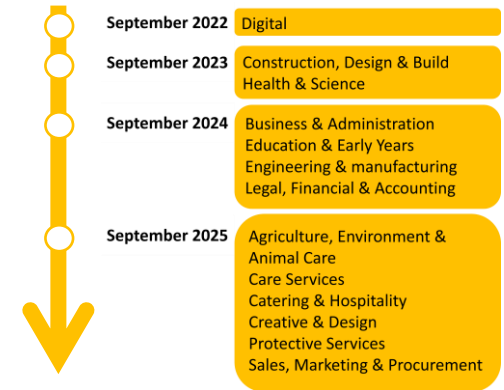 September 2022 Digital
September 2023 Construction, Design & Build
Health & Science
September 2024 Business & Administration
Education & Early Years
Engineering & manufacturing
Legal, Financial & Accounting
September 2025 Agriculture, Environment &
Animal Care
Care Services
Catering & Hospitality
Creative & Design
Protective Services
Sales, Marketing & Procurement